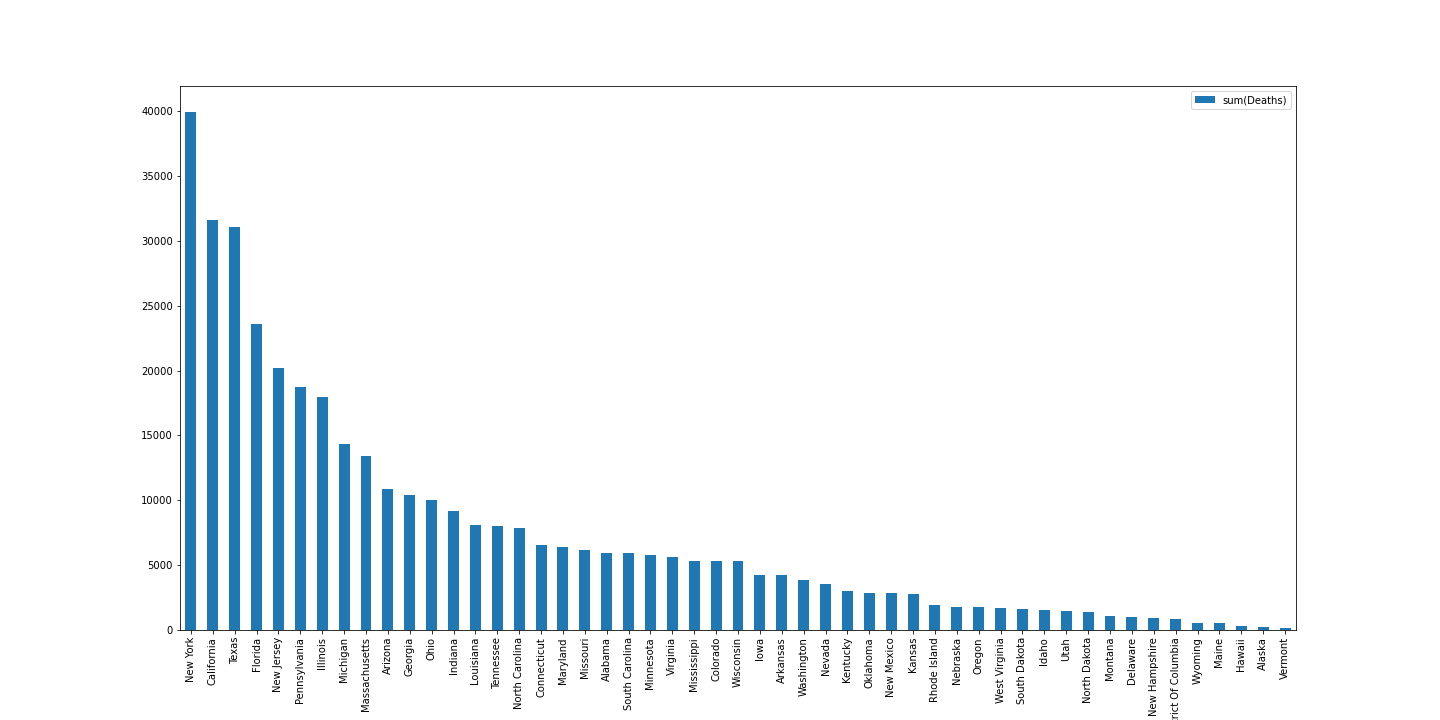 sum(Deaths)
40000
35000
30000
25000
20000
15000
10000
5000
0
New York
California
Texas
Florida
New Jersey
Pennsylvania
Illinois
Michigan
Massachusetts
Arizona
Georgia
Ohio
Indiana
Louisiana
Tennessee
North Carolina
Connecticut
Maryland
Missouri
Alabama
South Carolina
Minnesota
Virginia
Mississippi
Colorado
Wisconsin
Iowa
Arkansas
Washington
Nevada
Kentucky
Oklahoma
New Mexico
Kansas
Rhode Island
Nebraska
Oregon
West Virginia
South Dakota
Idaho
Utah
North Dakota
Montana
Delaware
New Hampshire
rict Of Columbia
Wyoming
Maine
Hawaii
Alaska
Vermont